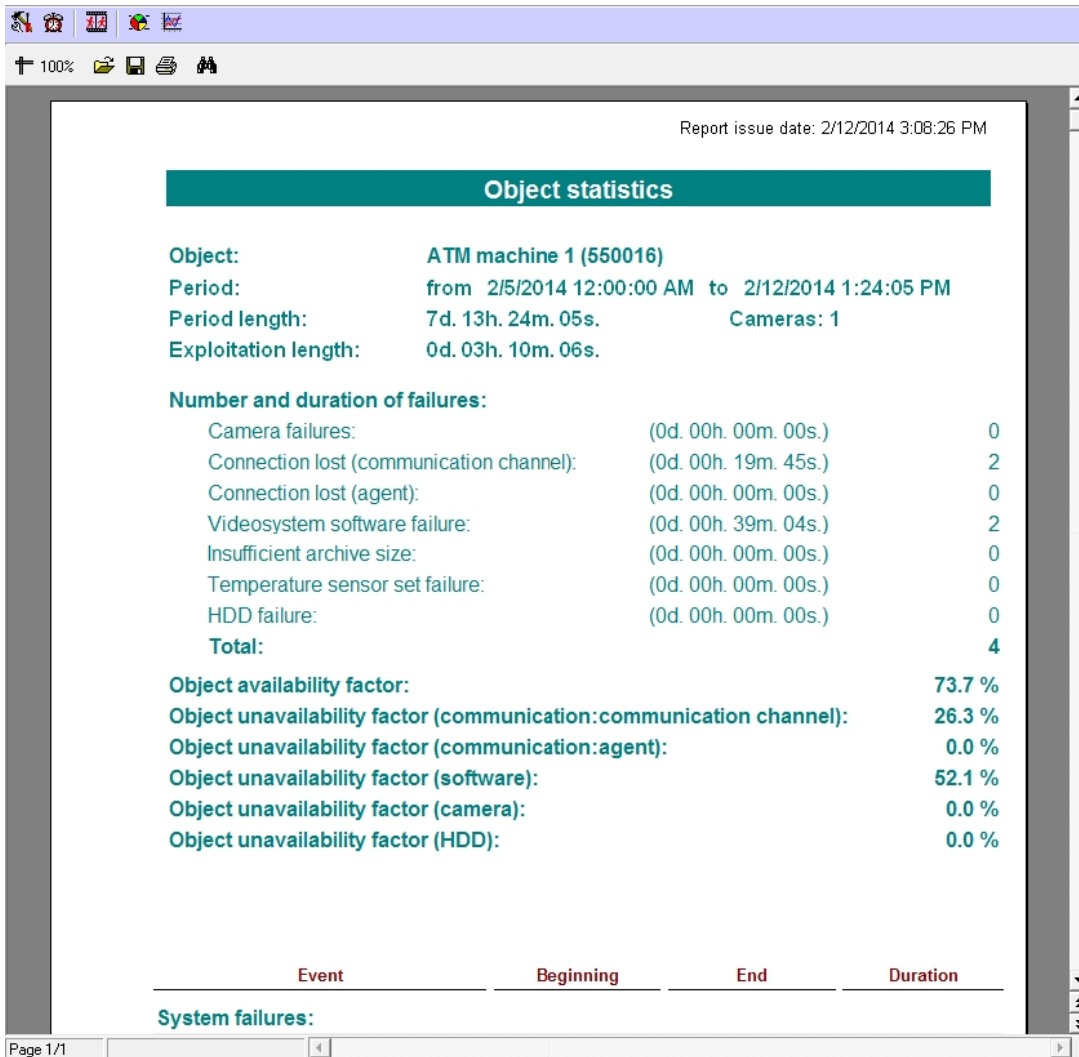 100%
Report issue date: 2/12/2014 3:08:26 PM
Object statistics
Object: ATM machine 1 (550016)
Period: from 2/5/2014 12:00:00 AM to 2/12/2014 1:24:05 PM
Period length: 7d. 13h. 24m. 05s. Cameras: 1
Exploitation length: 0d. 03h. 10m. 06s.
Number and duration of failures:
Camera failures: (0d. 00h. 00m. 00s.) 0
Connection lost (communication channel): (0d. 00h. 19m. 45s.) 2
Connection lost (agent): (0d. 00h. 00m. 00s.) 0
Videosystem software failure: (0d. 00h. 39m. 04s.) 2
Insufficient archive size: (0d. 00h. 00m. 00s.) 0
Temperature sensor set failure: (0d. 00h. 00m. 00s.) 0
HDD failure: (0d. 00h. 00m. 00s.) 0
Total: 4
Object availability factor: 73.7 %
Object unavailability factor (communication:communication channel): 26.3 %
Object unavailability factor (communication:agent): 0.0 %
Object unavailability factor (software): 52.1 %
Object unavailability factor (camera): 0.0 %
Object unavailability factor (HDD): 0.0 %
Event Beginning End Duration
System failures:
Page 1/1